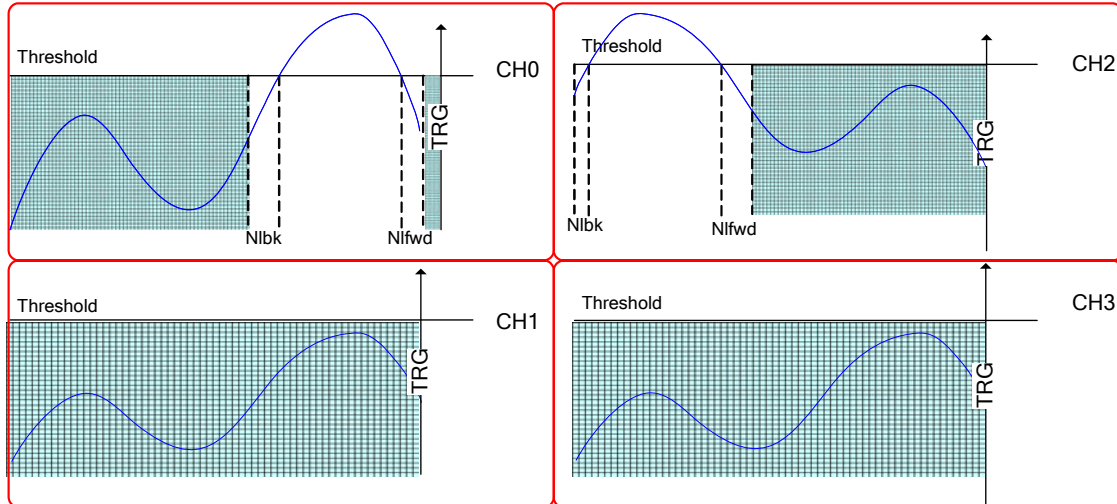 Threshold
CH0
TRG
Nlbk
Nlfwd
Threshold
CH2
TRG
Nlbk
Nlfwd
Threshold
CH1
TRG
Threshold
CH3
TRG